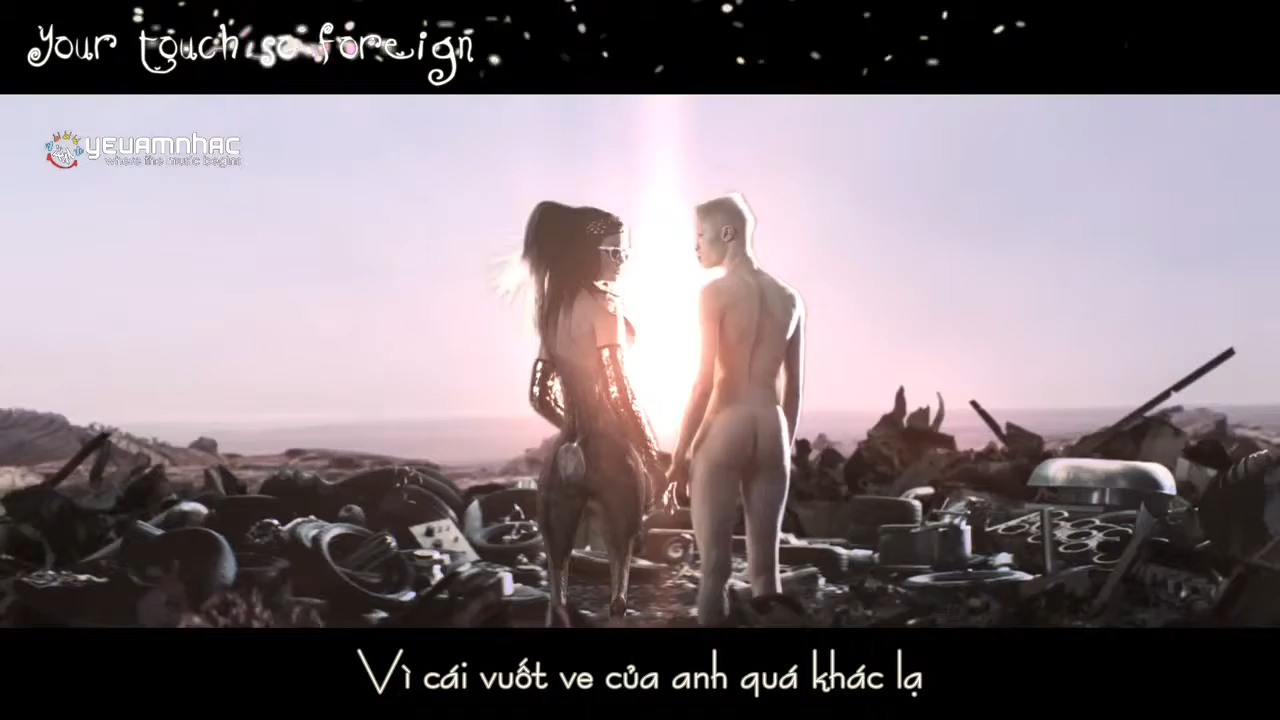 Your touch so foreign
yeuamnhac
where the music begins
Vì cái vuốt ve của anh quá khác lạ